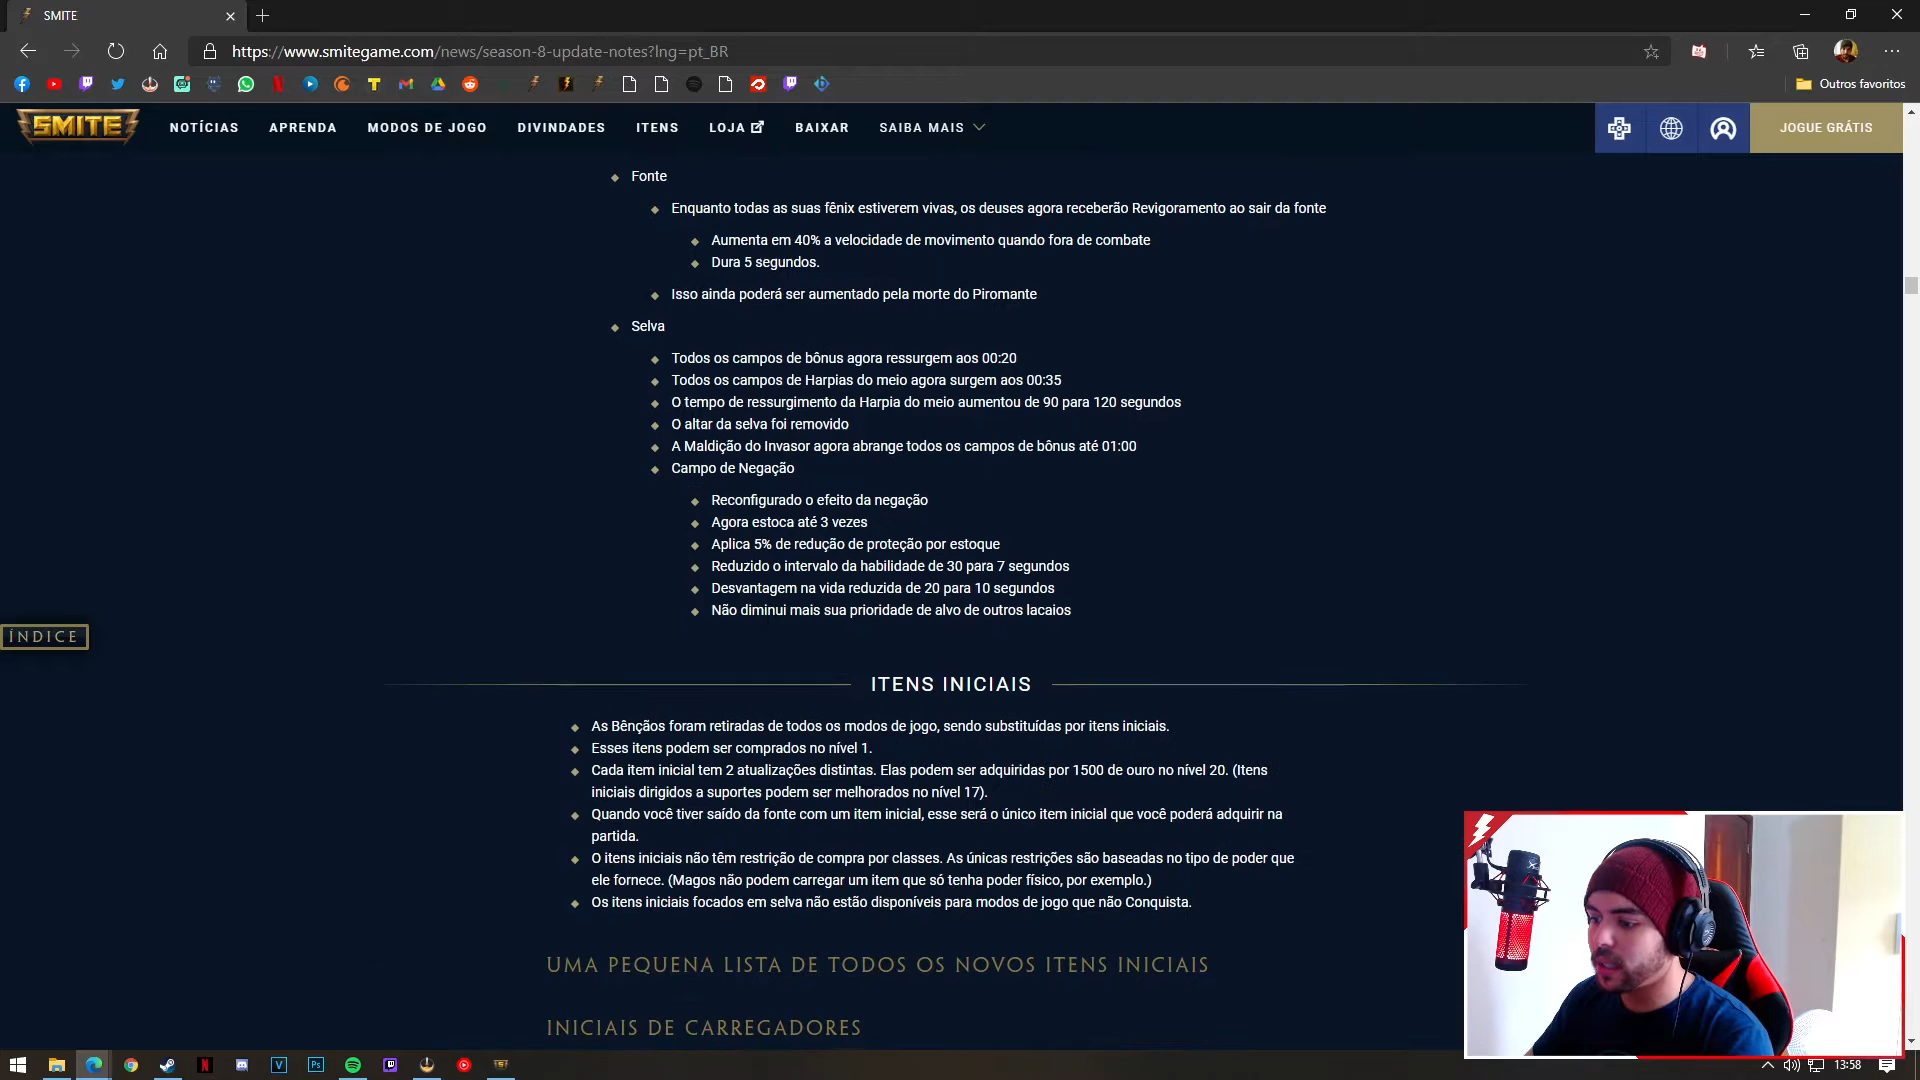 SMITE
https://www.smitegame.com/news/season-8-update-notes?lng=pt_BR
Outros favoritos
SMITE
NOTÍCIAS
APRENDA
MODOS DE JOGO
DIVINDADES
ITENS
LOJA
BAIXAR
SAIBA MAIS
JOGUE GRÁTIS
Fonte
Enquanto todas as suas fênix estiverem vivas, os deuses agora receberão Revigoramento ao sair da fonte
Aumenta em 40% a velocidade de movimento quando fora de combate
Dura 5 segundos.
Isso ainda poderá ser aumentado pela morte do Piromante
Selva
Todos os campos de bônus agora ressurgem aos 00:20
Todos os campos de Harpias do meio agora surgem aos 00:35
O tempo de ressurgimento da Harpia do meio aumentou de 90 para 120 segundos
O altar da selva foi removido
A Maldição do Invasor agora abrange todos os campos de bônus até 01:00
Campo de Negação
Reconfigurado o efeito da negação
Agora estoca até 3 vezes
Aplica 5% de redução de proteção por estoque
Reduzido o intervalo da habilidade de 30 para 7 segundos
Desvantagem na vida reduzida de 20 para 10 segundos
Não diminui mais sua prioridade de alvo de outros lacaios
ÍNDICE
ITENS INICIAIS
As Bênçãos foram retiradas de todos os modos de jogo, sendo substituídas por itens iniciais.
Esses itens podem ser comprados no nível 1.
Cada item inicial tem 2 atualizações distintas. Elas podem ser adquiridas por 1500 de ouro no nível 20. (Itens
iniciais dirigidos a suportes podem ser melhorados no nível 17).
Quando você tiver saído da fonte com um item inicial, esse será o único item inicial que você poderá adquirir na
partida.
O itens iniciais não têm restrição de compra por classes. As únicas restrições são baseadas no tipo de poder que
ele fornece. (Magos não podem carregar um item que só tenha poder físico, por exemplo.)
Os itens iniciais focados em selva não estão disponíveis para modos de jogo que não Conquista.
UMA PEQUENA LISTA DE TODOS OS NOVOS ITENS INICIAIS
INICIAIS DE CARREGADORES
13:58